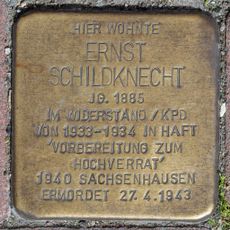 HIER WOHNTE
ERNST
SCHILDKNECHT
JG. 1885
IM WIDERSTAND / KPD
VON 1933-1934 IN HAFT
'VORBEREITUNG ZUM
HOCHVERRAT'
1940 SACHSENHAUSEN
ERMORDET 27.4.1943